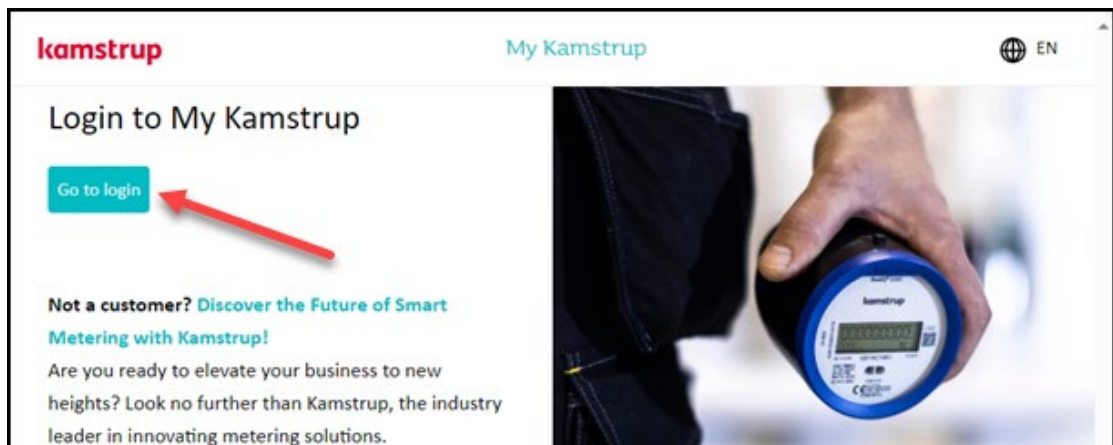 kamstrup
My Kamstrup
EN
Login to My Kamstrup
Go to login
Not a customer? Discover the Future of Smart
Metering with Kamstrup!
Are you ready to elevate your business to new
heights? Look no further than Kamstrup, the industry
leader in innovating metering solutions.
kamstrup